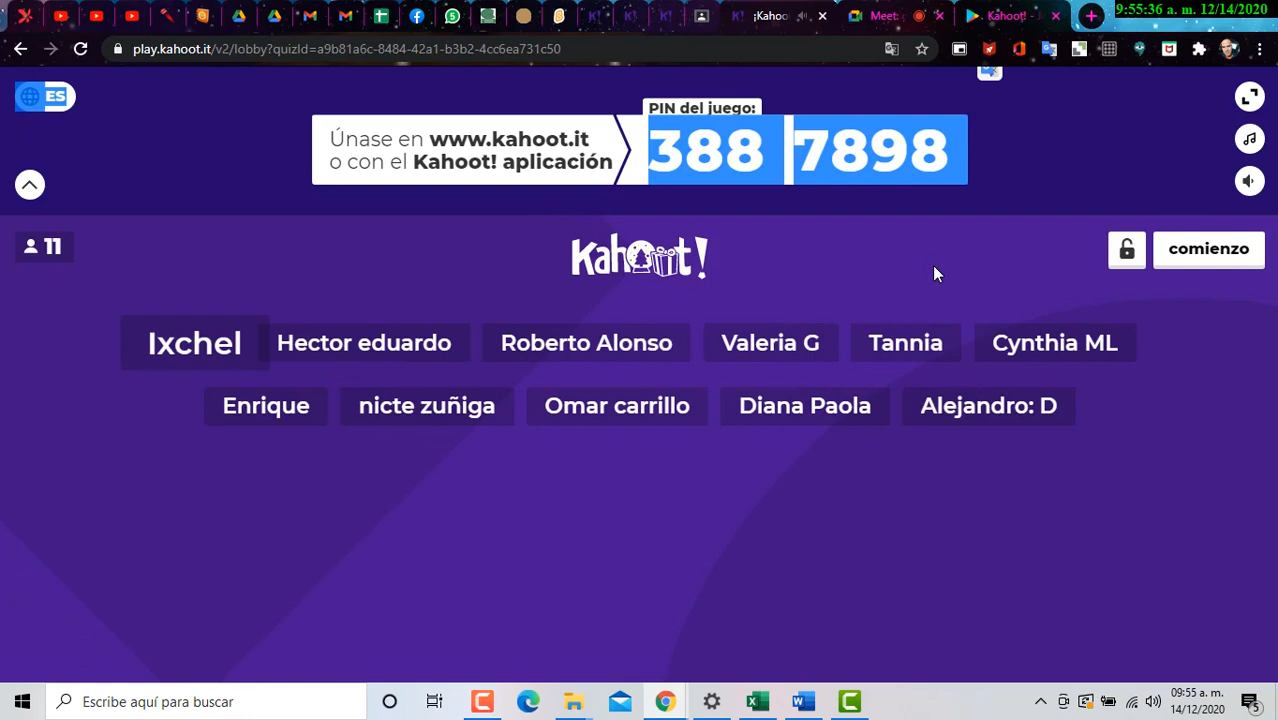 9:55:36 a. m. 12/14/2020
¡Kahoo
Meet:
Kahoot! - J
play.kahoot.it/v2/lobby?quizId=a9b81a6c-8484-42a1-b3b2-4cc6ea731c50
ES
PIN del juego:
Únase en www.kahoot.it
o con el Kahoot! aplicación
388 7898
11
Kahoot!
comienzo
Ixchel
Hector eduardo
Roberto Alonso
Valeria G
Tannia
Cynthia ML
Enrique
nicte zuñiga
Omar carrillo
Diana Paola
Alejandro: D
Escribe aquí para buscar
09:55 a. m.
14/12/2020
5